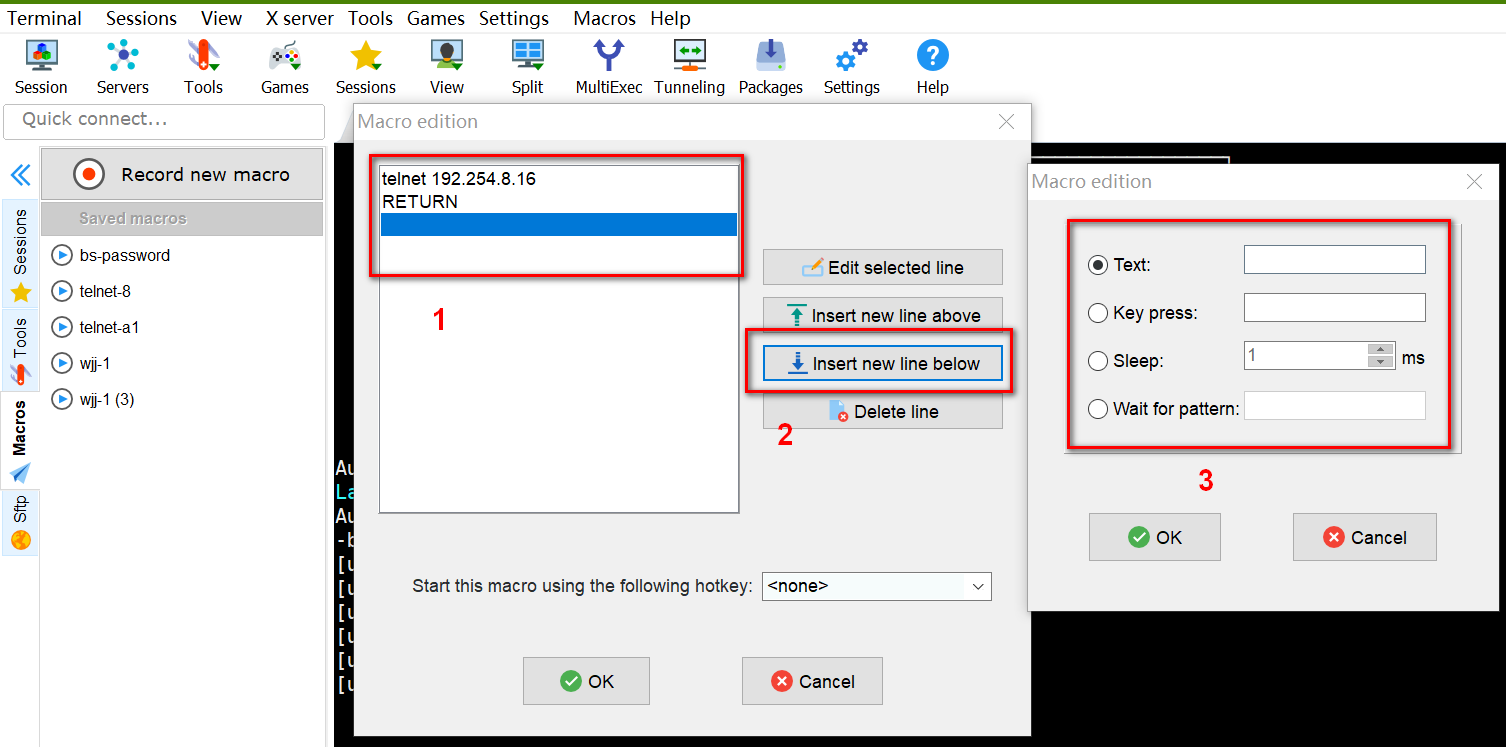 Terminal Sessions View X server Tools Games Settings Macros Help
Session Servers Tools Games Sessions View Split MultiExec Tunneling Packages Settings Help
Quick connect...
Record new macro
Saved macros
bs-password
telnet-8
telnet-a1
wjj-1
wjj-1 (3)
Sessions
Tools
Macros
Sftp
Macro edition
telnet 192.254.8.16
RETURN
1
Edit selected line
Insert new line above
Insert new line below
Delete line
2
Start this macro using the following hotkey: <none>
OK Cancel
Macro edition
Text:
Key press:
Sleep: 1 ms
Wait for pattern:
3
OK Cancel